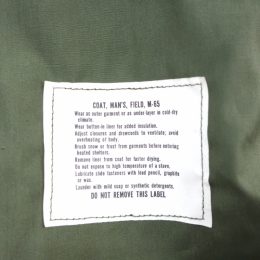 COAT, MAN'S, FIELD, M-65
Wear as outer garment or as under-layer in cold-dry
climate.
Wear button-in liner for added insulation.
Adjust closures and drawcords to ventilate; avoid
overheating of body.
Brush snow or frost from garments before entering
heated shelters.
Remove liner from coat for faster drying.
Do not expose to high temperature of a stove.
Lubricate slide fasteners with lead pencil, graphite
or wax.
Launder with mild soap or synthetic detergents.
DO NOT REMOVE THIS LABEL